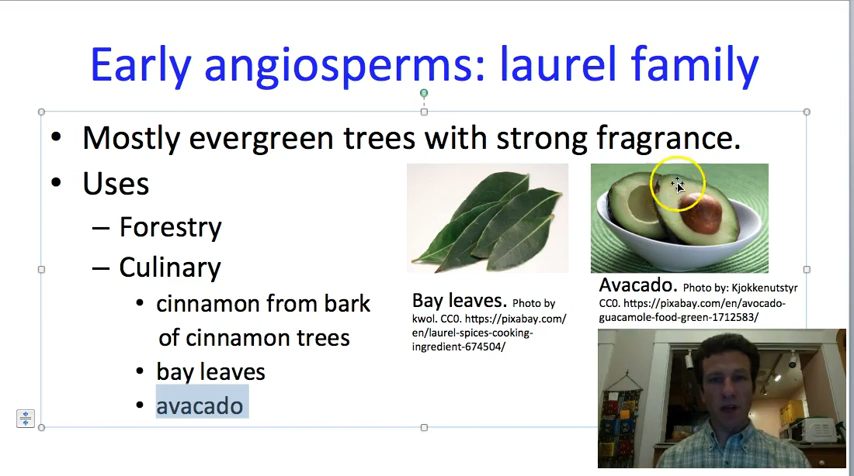 Early angiosperms: laurel family
• Mostly evergreen trees with strong fragrance.
• Uses
– Forestry
– Culinary
• cinnamon from bark
of cinnamon trees
• bay leaves
• avacado
Bay leaves. Photo by
kwol. CC0. https://pixabay.com/
en/laurel-spices-cooking-
ingredient-674504/
Avacado. Photo by: Kjokkenutstyr
CC0. https://pixabay.com/en/avocado-
guacamole-food-green-1712583/